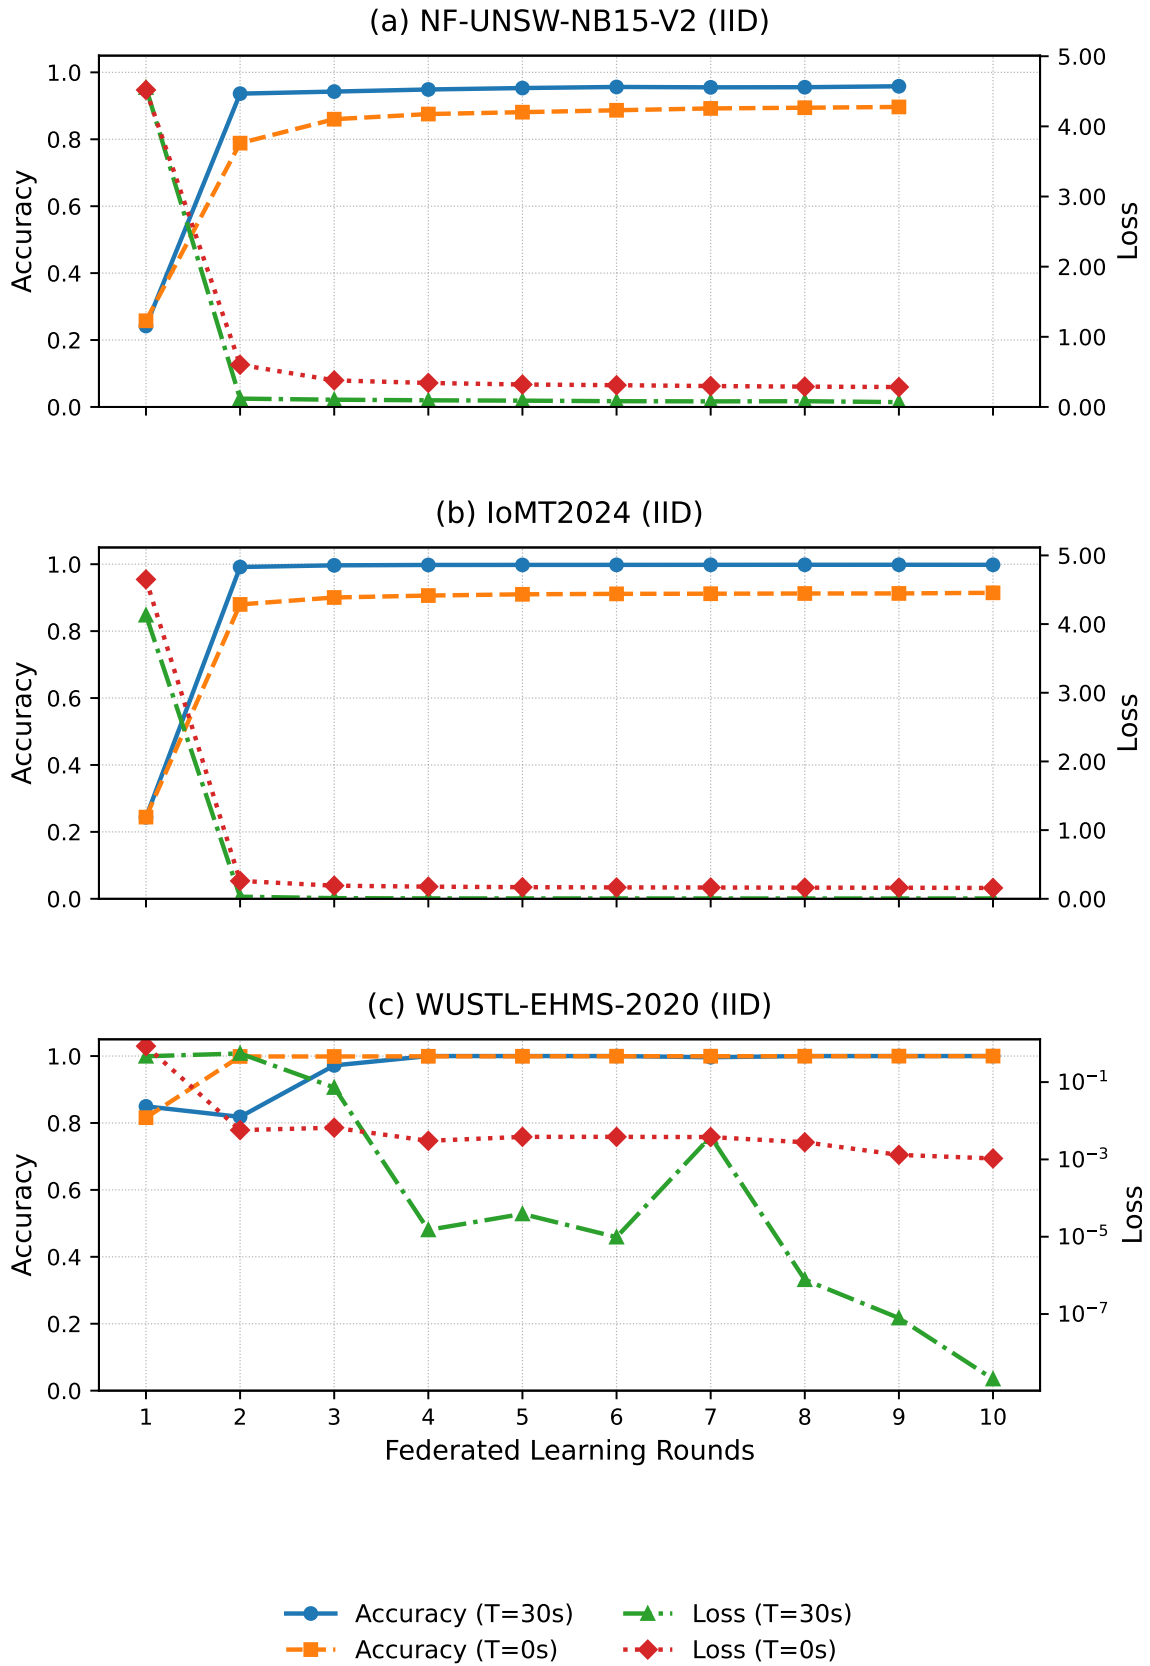 (a) NF-UNSW-NB15-V2 (IID)
1.0
0.8
0.6
0.4
0.2
0.0
Accuracy
5.00
4.00
3.00
2.00
1.00
0.00
Loss
(b) IoMT2024 (IID)
1.0
0.8
0.6
0.4
0.2
0.0
Accuracy
5.00
4.00
3.00
2.00
1.00
0.00
Loss
(c) WUSTL-EHMS-2020 (IID)
1.0
0.8
0.6
0.4
0.2
0.0
Accuracy
10⁻¹
10⁻³
10⁻⁵
10⁻⁷
Loss
1 2 3 4 5 6 7 8 9 10
Federated Learning Rounds
Accuracy (T=30s)
Accuracy (T=0s)
Loss (T=30s)
Loss (T=0s)